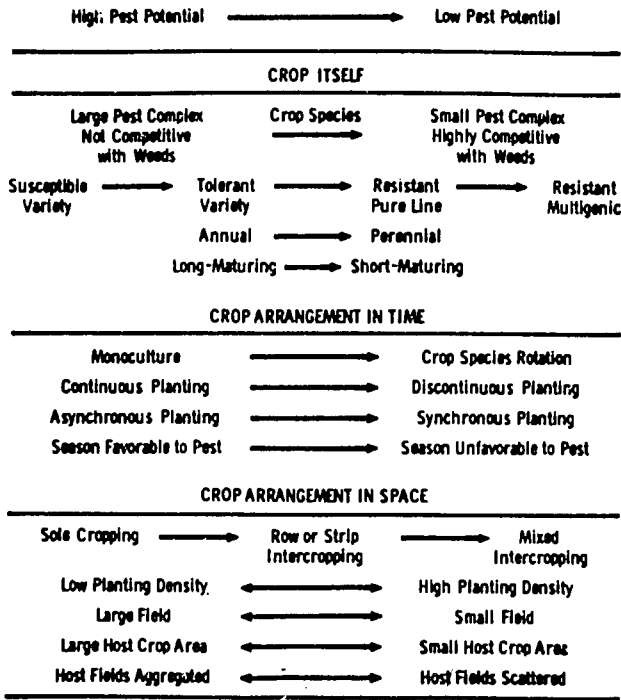 High Pest Potential Low Pest Potential
CROP ITSELF
Large Pest Complex Crop Species Small Pest Complex
Not Competitive Highly Competitive
with Weeds with Weeds
Susceptible Tolerant Resistant Resistant
Variety Variety Pure Line Multigenic
Annual Perennial
Long-Maturing Short-Maturing
CROP ARRANGEMENT IN TIME
Monoculture Crop Species Rotation
Continuous Planting Discontinuous Planting
Asynchronous Planting Synchronous Planting
Season Favorable to Pest Season Unfavorable to Pest
CROP ARRANGEMENT IN SPACE
Sole Cropping Row or Strip Mixed
Intercropping Intercropping
Low Planting Density High Planting Density
Large Field Small Field
Large Host Crop Area Small Host Crop Area
Host Fields Aggregated Host Fields Scattered